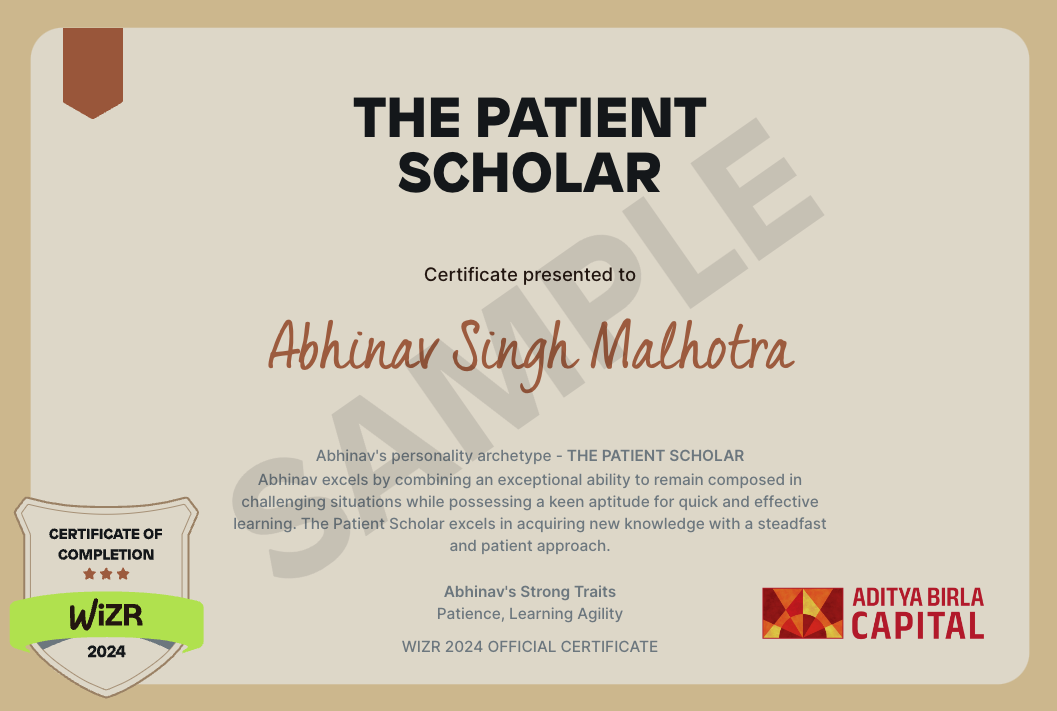 THE PATIENT
SCHOLAR
Certificate presented to
Abhinav Singh Malhotra
SAMPLE
Abhinav's personality archetype - THE PATIENT SCHOLAR
Abhinav excels by combining an exceptional ability to remain composed in
challenging situations while possessing a keen aptitude for quick and effective
learning. The Patient Scholar excels in acquiring new knowledge with a steadfast
and patient approach.
Abhinav's Strong Traits
Patience, Learning Agility
WIZR 2024 OFFICIAL CERTIFICATE
CERTIFICATE OF
COMPLETION
WiZR
2024
ADITYA BIRLA
CAPITAL